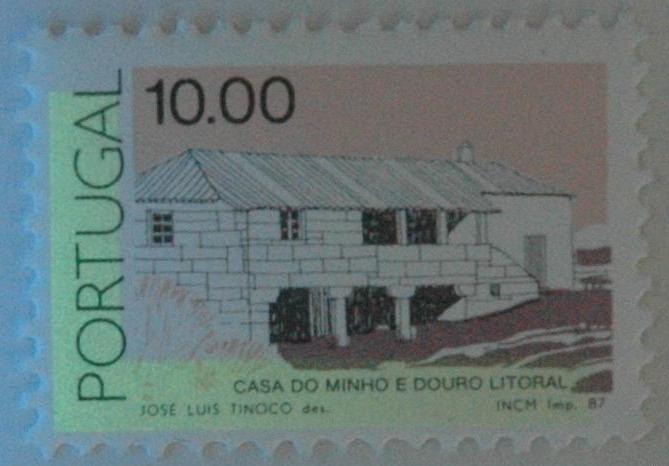 PORTUGAL
10.00
CASA DO MINHO E DOURO LITORAL
JOSÉ LUIS TINOCO des. INCM Imp. 87